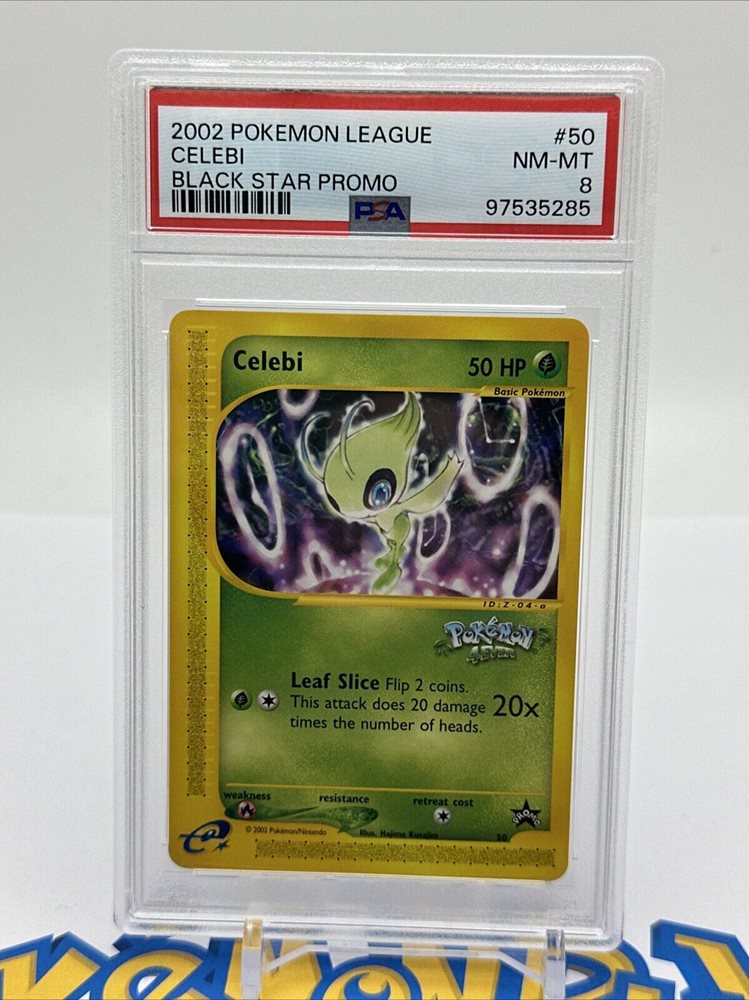 2002 POKEMON LEAGUE #50
CELEBI NM-MT
BLACK STAR PROMO 8
PSA 97535285
Celebi 50 HP
Basic Pokémon
ID:Z-04-a
POKéMON
4EVER
Leaf Slice Flip 2 coins.
This attack does 20 damage 20x
times the number of heads.
weakness resistance retreat cost
PROMO
e
© 2002 Pokémon/Nintendo Illus. Hajime Kusajima 50